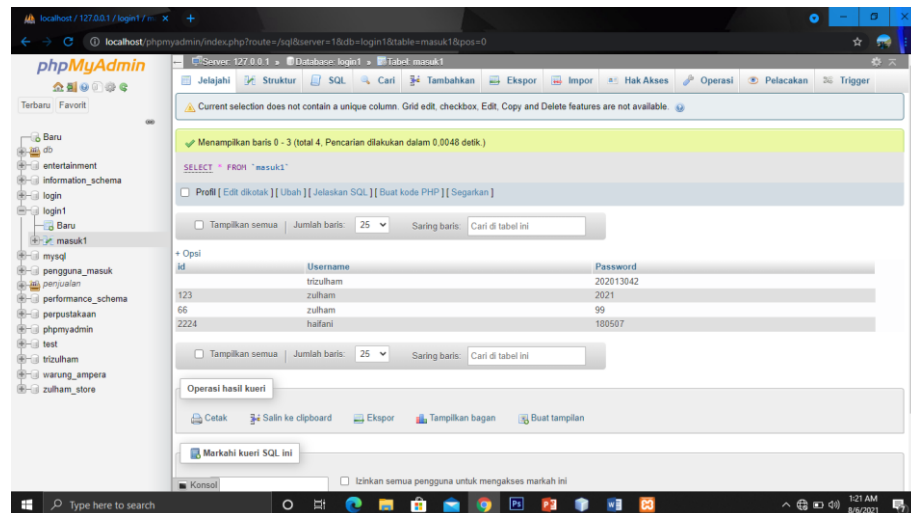 localhost / 127.0.0.1 / login1 / m
localhost/phpmyadmin/index.php?route=/sql&server=1&db=login1&table=masuk1&pos=0
phpMyAdmin
Terbaru Favorit
Baru
db
entertainment
information_schema
login
login1
Baru
masuk1
mysql
pengguna_masuk
penjualan
performance_schema
perpustakaan
phpmyadmin
test
trizulham
warung_ampera
zulham_store
Server: 127.0.0.1 » Database: login1 » Tabel: masuk1
Jelajahi Struktur SQL Cari Tambahkan Ekspor Impor Hak Akses Operasi Pelacakan Trigger
Current selection does not contain a unique column. Grid edit, checkbox, Edit, Copy and Delete features are not available.
Menampilkan baris 0 - 3 (total 4, Pencarian dilakukan dalam 0,0048 detik.)
SELECT * FROM `masuk1`
Profil [ Edit dikotak ] [ Ubah ] [ Jelaskan SQL ] [ Buat kode PHP ] [ Segarkan ]
Tampilkan semua | Jumlah baris: 25 Saring baris: Cari di tabel ini
+ Opsi
id Username Password
trizulham 202013042
123 zulham 2021
66 zulham 99
2224 haifani 180507
Tampilkan semua | Jumlah baris: 25 Saring baris: Cari di tabel ini
Operasi hasil kueri
Cetak Salin ke clipboard Ekspor Tampilkan bagan Buat tampilan
Markahi kueri SQL ini
Konsol
Izinkan semua pengguna untuk mengakses markah ini
Type here to search
Ps
1:21 AM
8/6/2021